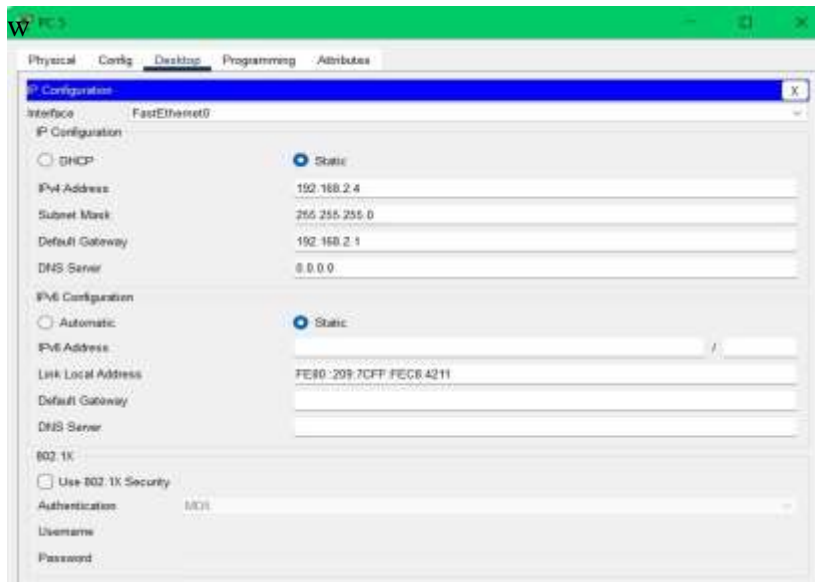 W
PC 5
Physical Config Desktop Programming Attributes
IP Configuration X
Interface FastEthernet0
IP Configuration
DHCP Static
IPv4 Address 192.168.2.4
Subnet Mask 255.255.255.0
Default Gateway 192.168.2.1
DNS Server 0.0.0.0
IPv6 Configuration
Automatic Static
IPv6 Address /
Link Local Address FE80::209:7CFF:FEC8:4211
Default Gateway
DNS Server
802.1X
Use 802.1X Security
Authentication MD5
Username
Password